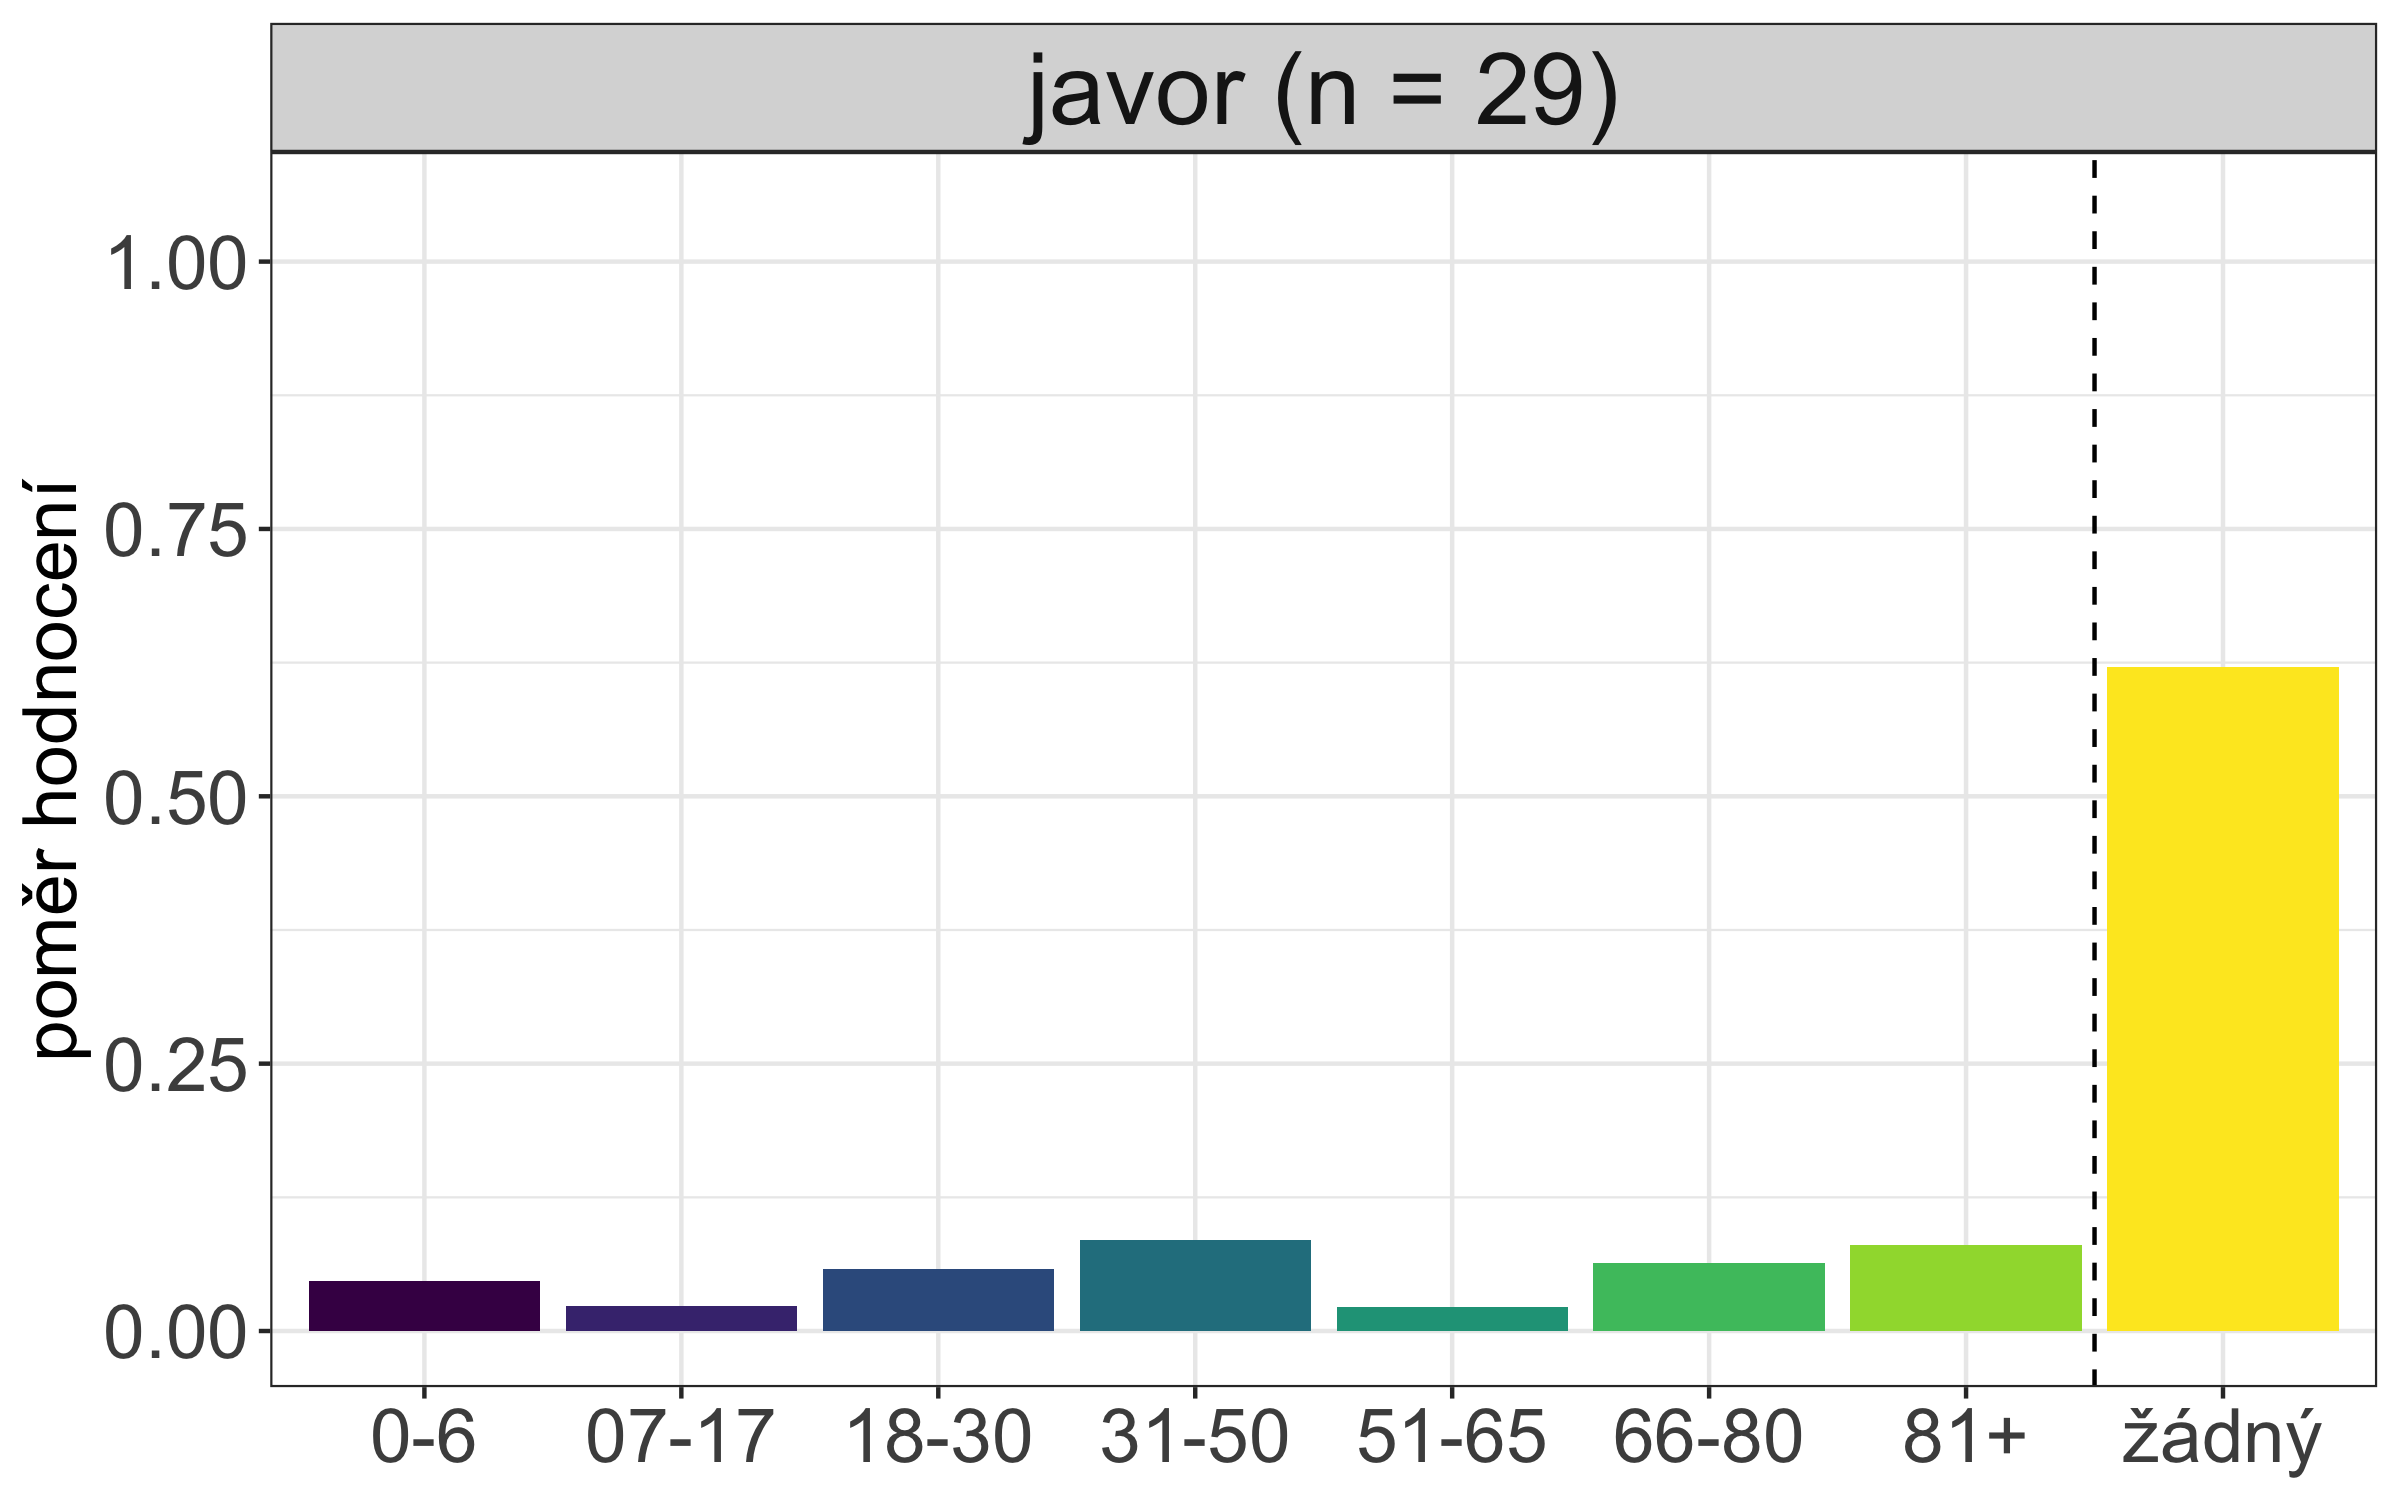 javor (n = 29)
poměr hodnocení
1.00
0.75
0.50
0.25
0.00
0-6 07-17 18-30 31-50 51-65 66-80 81+ žádný